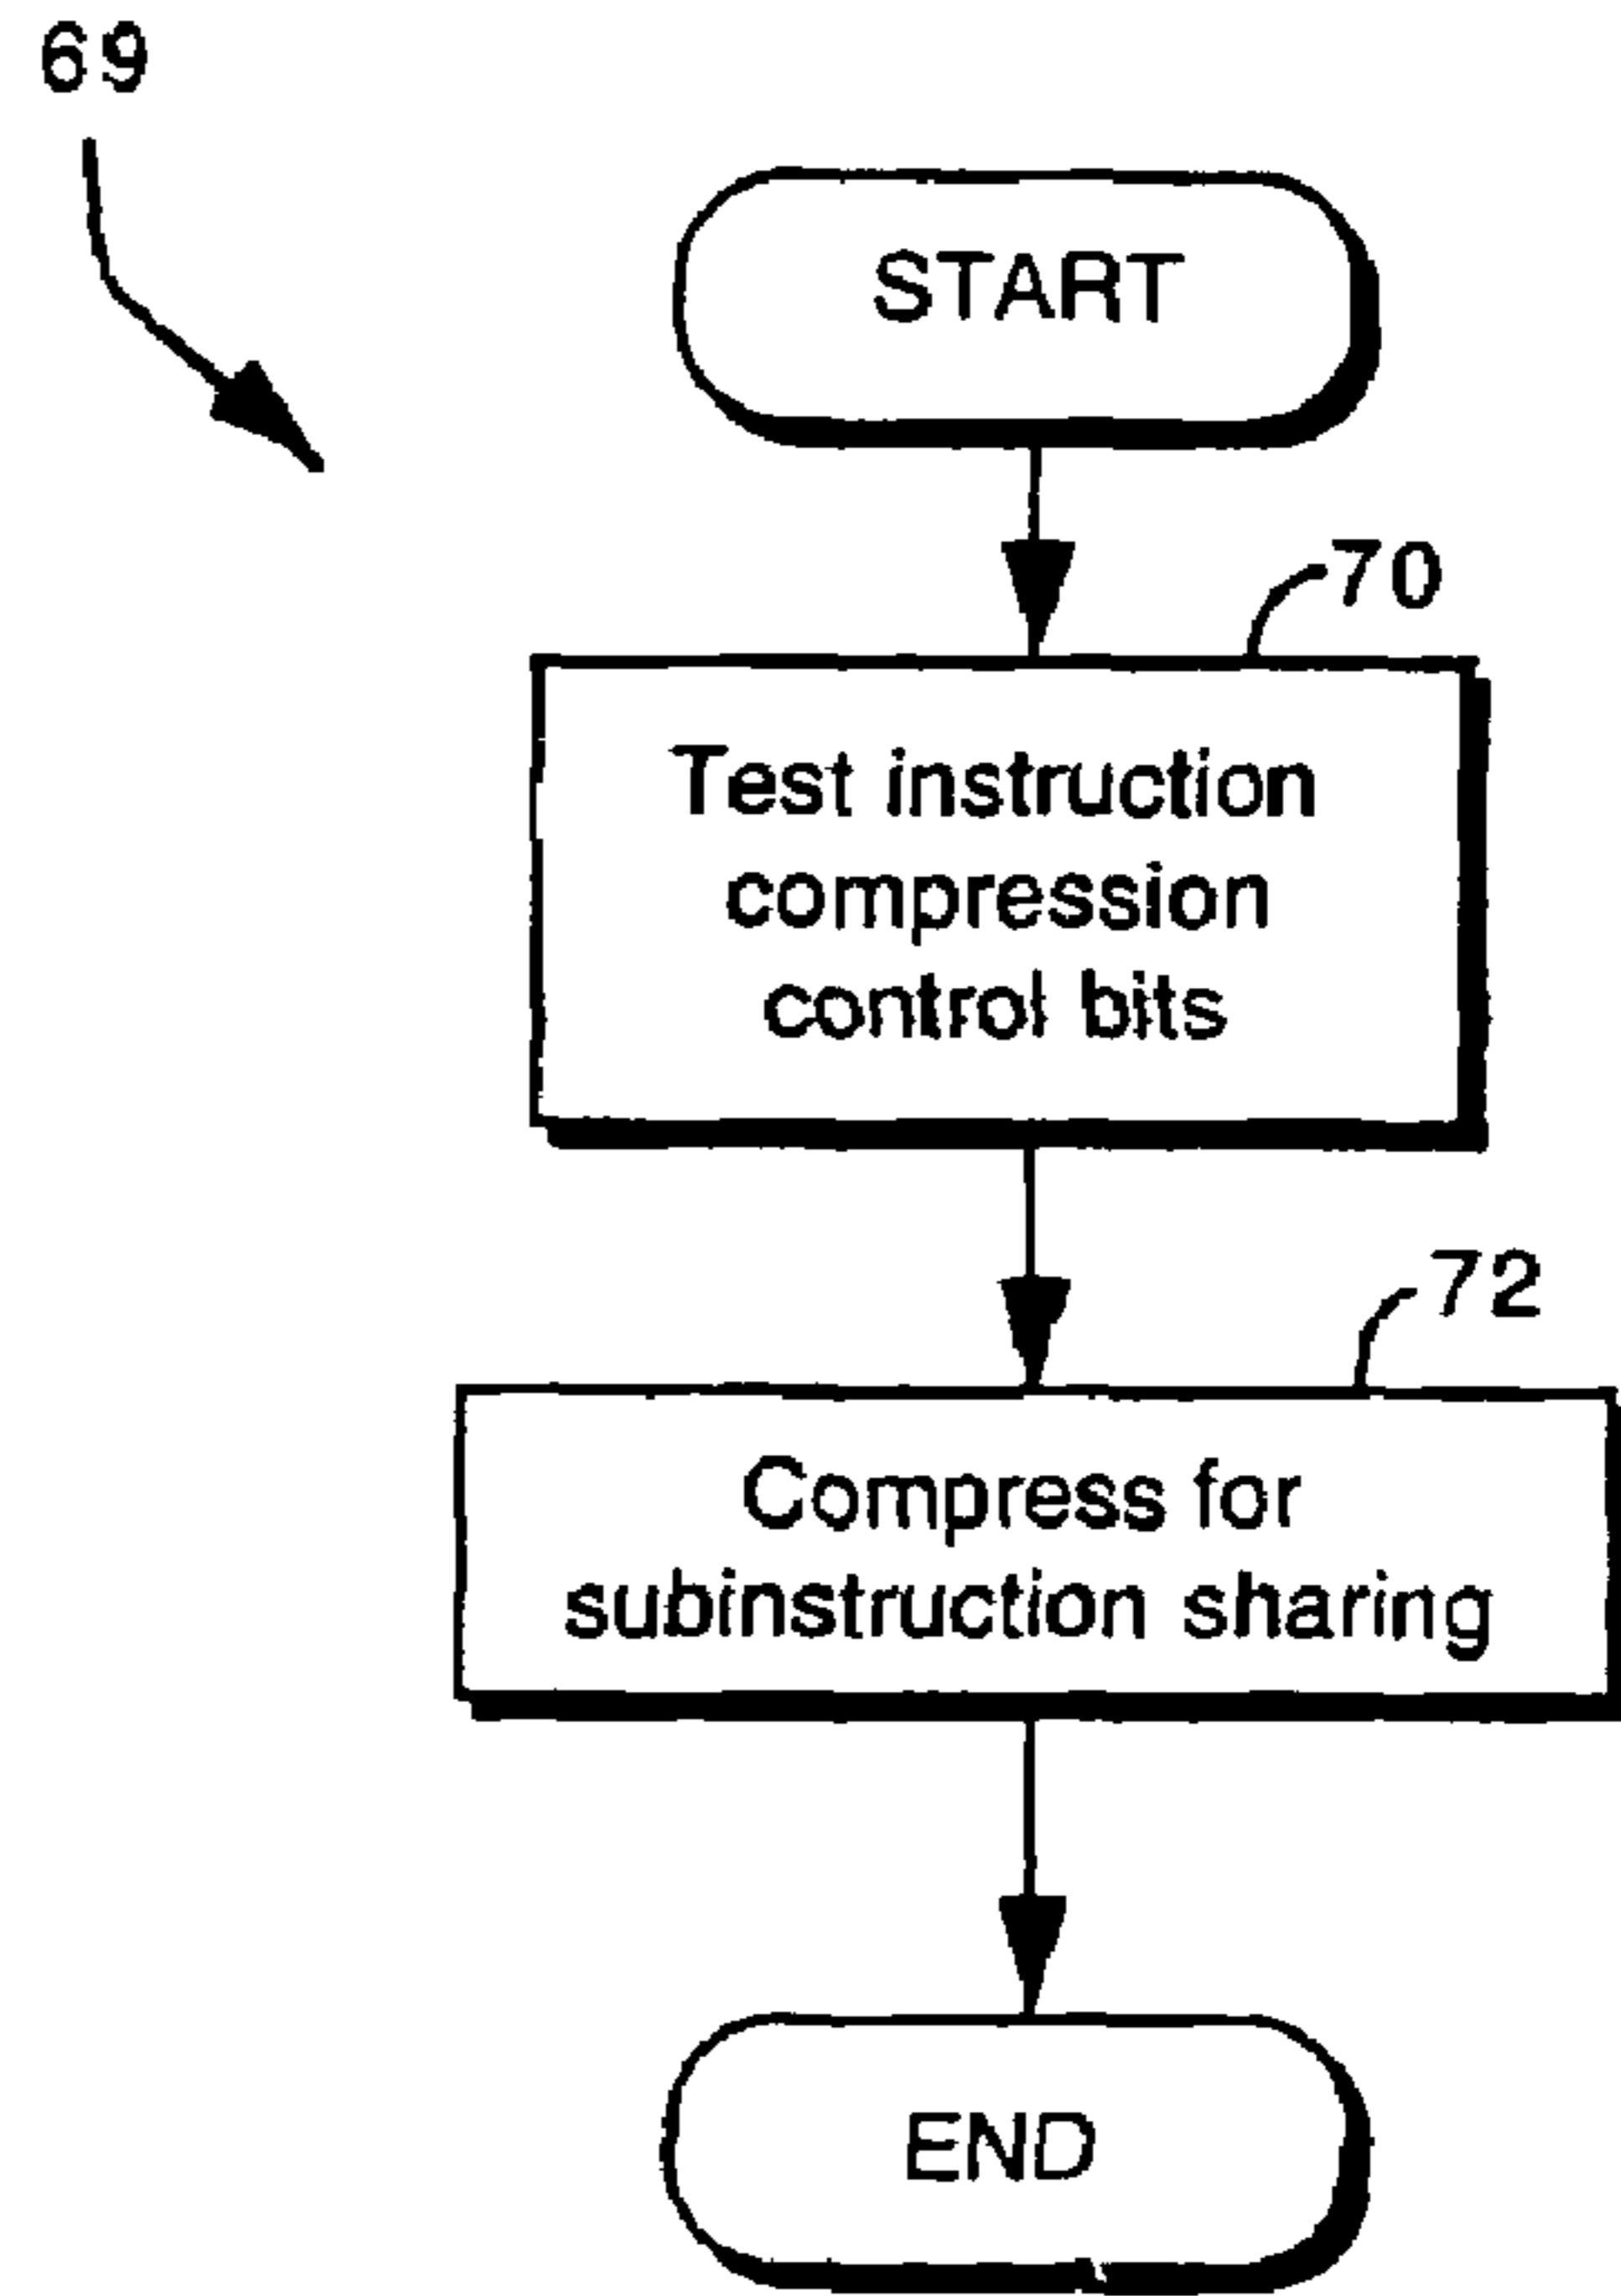 69
START
70
Test instruction
compression
control bits
72
Compress for
subinstruction sharing
END